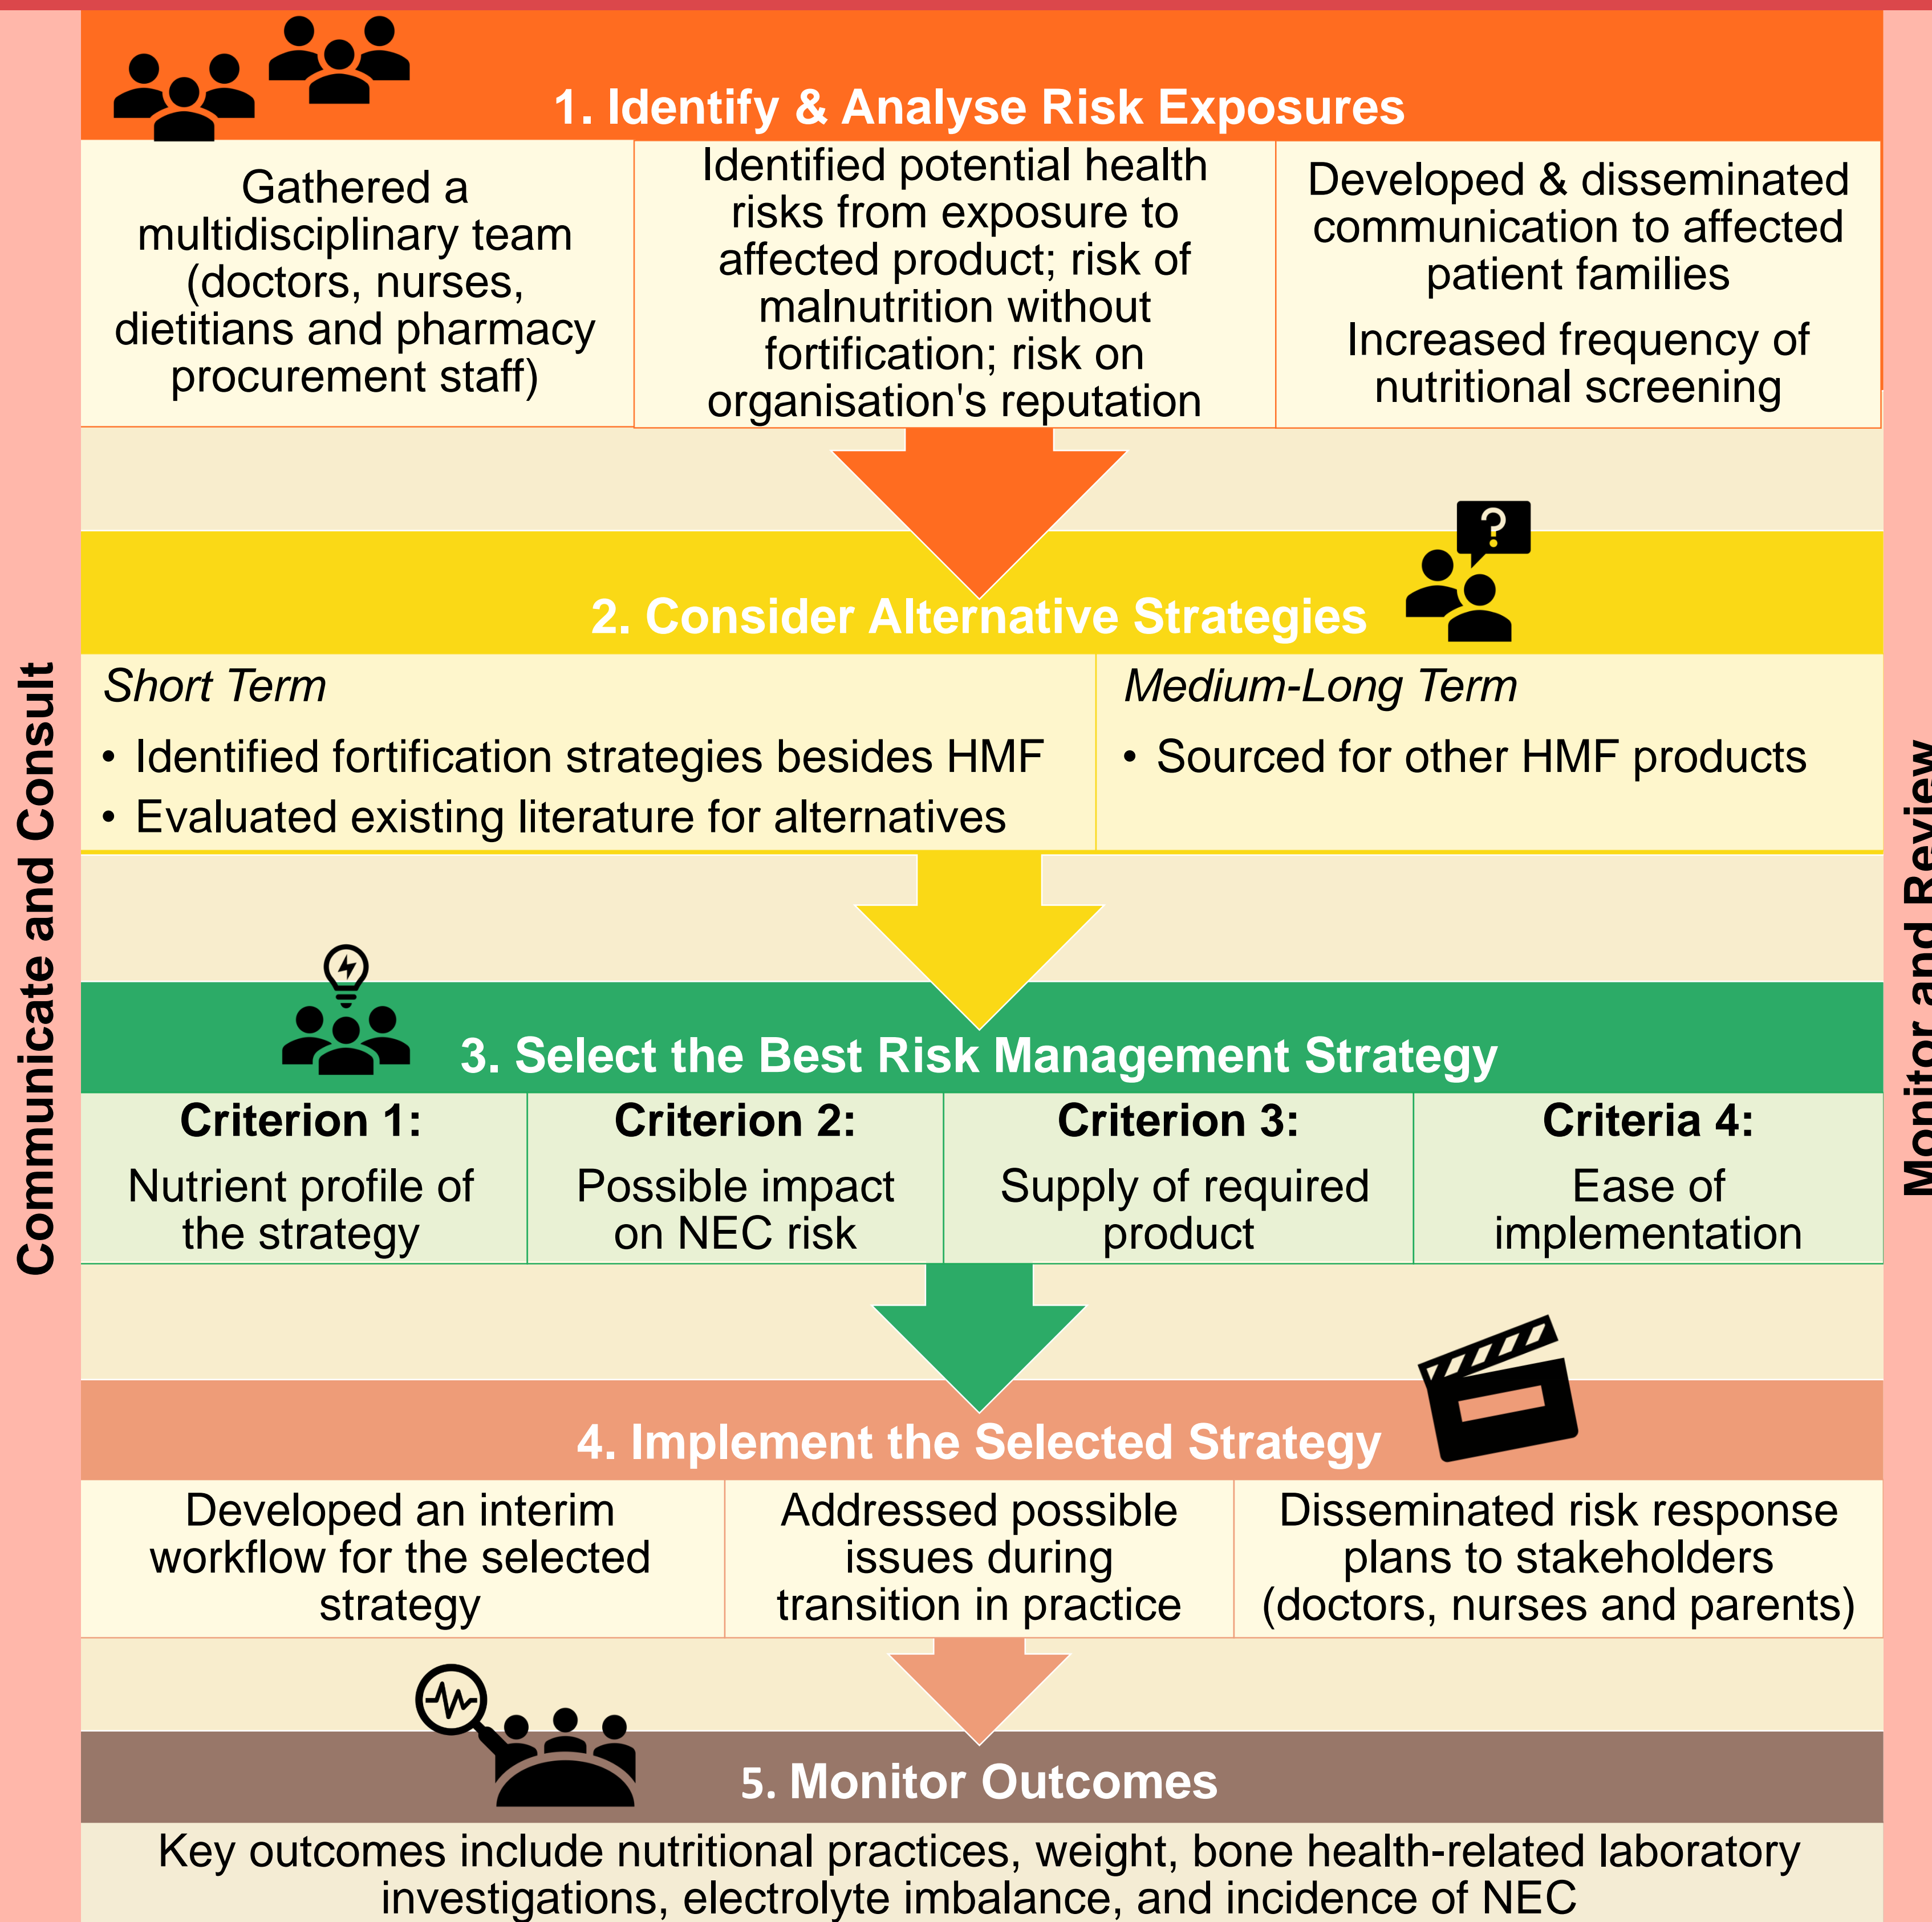 Communicate and Consult
1. Identify & Analyse Risk Exposures
Gathered a
multidisciplinary team
(doctors, nurses,
dietitians and pharmacy
procurement staff)
Identified potential health
risks from exposure to
affected product; risk of
malnutrition without
fortification; risk on
organisation's reputation
Developed & disseminated
communication to affected
patient families
Increased frequency of
nutritional screening
?
2. Consider Alternative Strategies
Short Term
• Identified fortification strategies besides HMF
• Evaluated existing literature for alternatives
Medium-Long Term
• Sourced for other HMF products
3. Select the Best Risk Management Strategy
Criterion 1:
Nutrient profile of
the strategy
Criterion 2:
Possible impact
on NEC risk
Criterion 3:
Supply of required
product
Criteria 4:
Ease of
implementation
4. Implement the Selected Strategy
Developed an interim
workflow for the selected
strategy
Addressed possible
issues during
transition in practice
Disseminated risk response
plans to stakeholders
(doctors, nurses and parents)
5. Monitor Outcomes
Key outcomes include nutritional practices, weight, bone health-related laboratory
investigations, electrolyte imbalance, and incidence of NEC
Monitor and Review